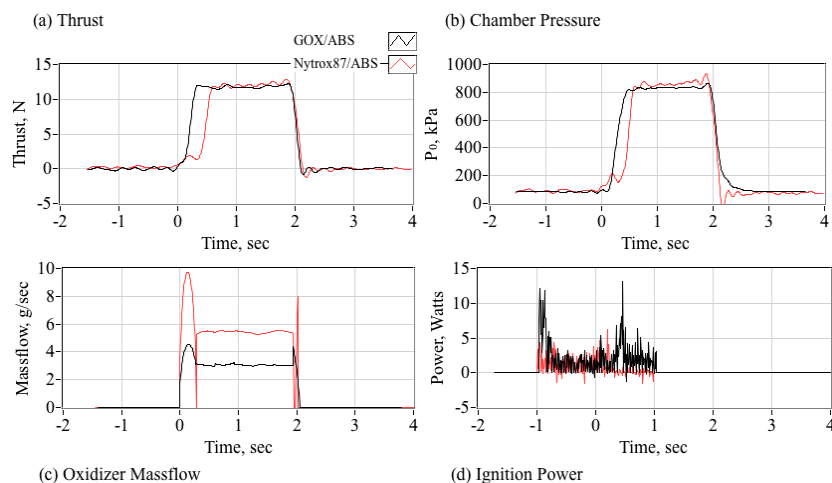 (a) Thrust
(b) Chamber Pressure
GOX/ABS
Nytrox87/ABS
15
10
5
0
-5
Thrust, N
-2 -1 0 1 2 3 4
Time, sec
1000
800
600
400
200
0
P₀, kPa
-2 -1 0 1 2 3 4
Time, sec
10
8
6
4
2
0
Massflow, g/sec
-2 -1 0 1 2 3 4
Time, sec
15
10
5
0
-5
Power, Watts
-2 -1 0 1 2 3 4
Time, sec
(c) Oxidizer Massflow
(d) Ignition Power